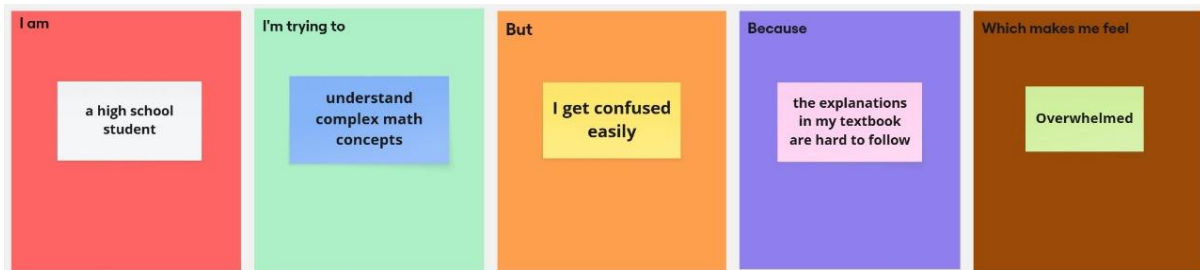 I am
a high school
student
I'm trying to
understand
complex math
concepts
But
I get confused
easily
Because
the explanations
in my textbook
are hard to follow
Which makes me feel
Overwhelmed